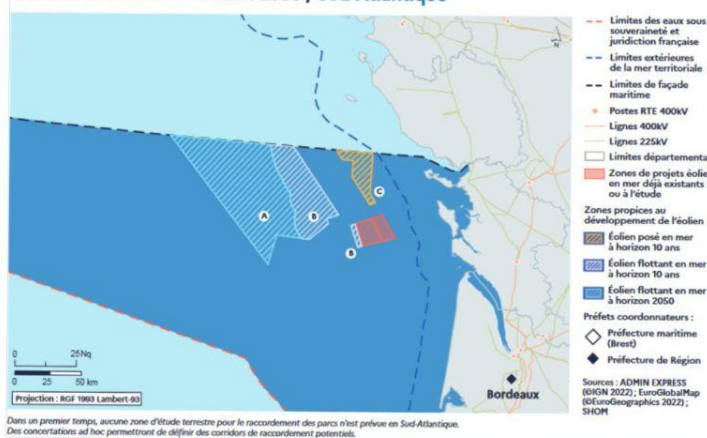 Sud-Atlantique
Limites des eaux sous
souveraineté et
juridiction française
Limites extérieures
de la mer territoriale
Limites de façade
maritime
Postes RTE 400kV
Lignes 400kV
Lignes 225kV
Limites départementa
Zones de projets éolie
en mer déjà existants
ou à l'étude
Zones propices au
développement de l'éolien
Éolien posé en mer
à horizon 10 ans
Éolien flottant en mer
à horizon 10 ans
Éolien flottant en mer
à horizon 2050
Préfets coordonnateurs :
Préfecture maritime
(Brest)
Préfecture de Région
Sources : ADMIN EXPRESS
(©IGN 2022) ; EuroGlobalMap
(©EuroGeographics 2022) ;
SHOM
N
A
B
C
B
0 25Nq
0 25 50 km
Projection : RGF 1993 Lambert-93
Bordeaux
Dans un premier temps, aucune zone d'étude terrestre pour le raccordement des parcs n'est prévue en Sud-Atlantique.
Des concertations ad hoc permettront de définir des corridors de raccordement potentiels.